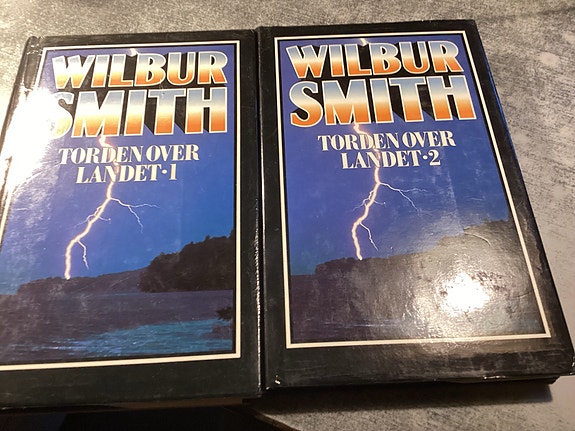 WILBUR
SMITH
TORDEN OVER
LANDET·1
WILBUR
SMITH
TORDEN OVER
LANDET·2